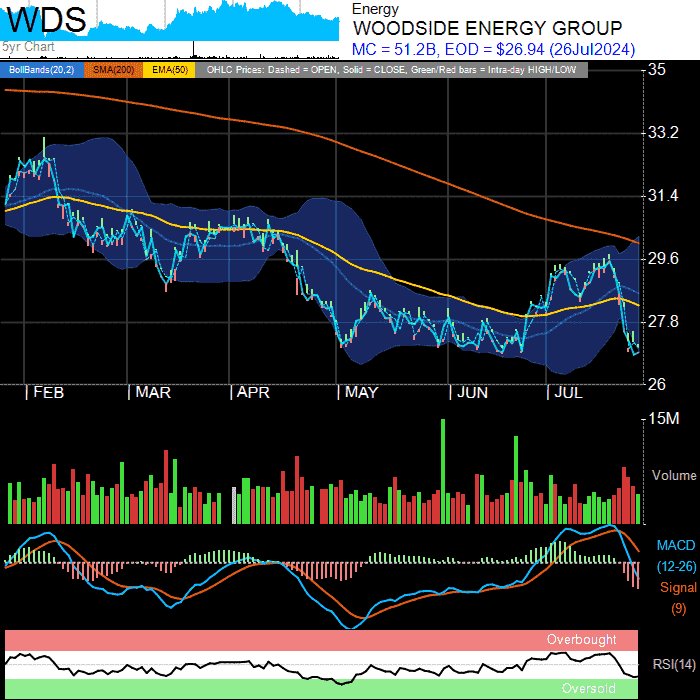 WDS
5yr Chart
Energy
WOODSIDE ENERGY GROUP
MC = 51.2B, EOD = $26.94 (26Jul2024)
BollBands(20,2) SMA(200) EMA(50) OHLC Prices: Dashed = OPEN, Solid = CLOSE, Green/Red bars = Intra-day HIGH/LOW
35
33.2
31.4
29.6
27.8
26
FEB MAR APR MAY JUN JUL
15M
Volume
MACD
(12-26)
Signal
(9)
Overbought
RSI(14)
Oversold